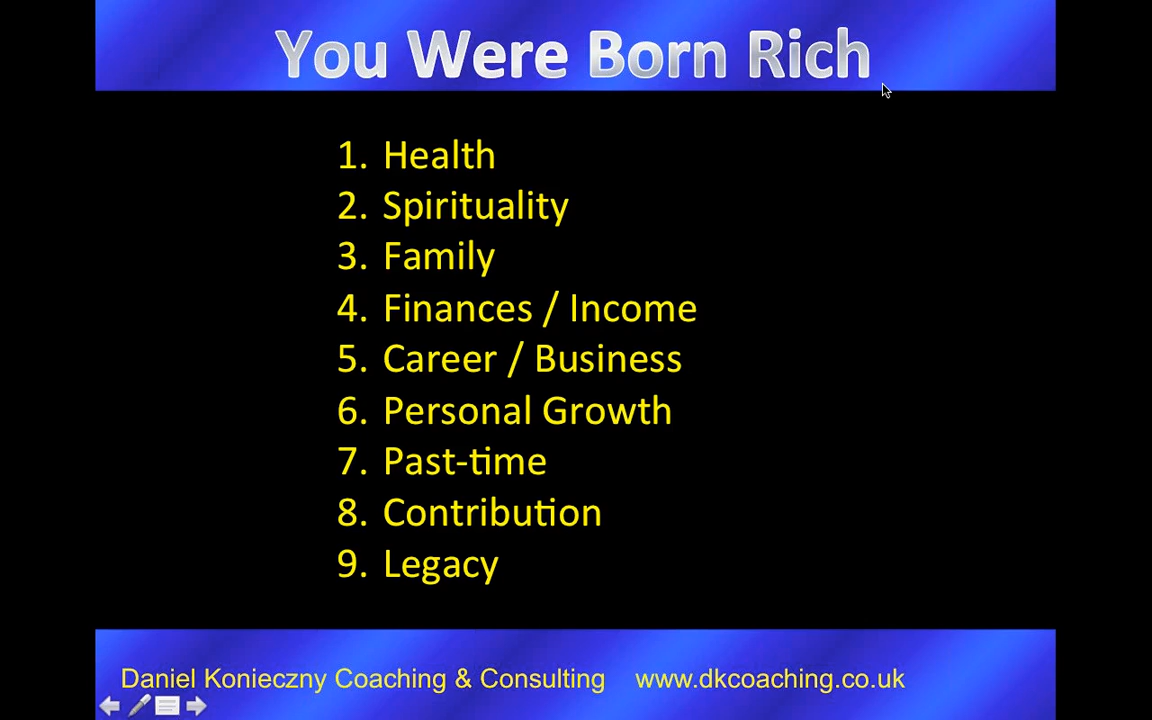 You Were Born Rich
1. Health
2. Spirituality
3. Family
4. Finances / Income
5. Career / Business
6. Personal Growth
7. Past-time
8. Contribution
9. Legacy
Daniel Konieczny Coaching & Consulting www.dkcoaching.co.uk